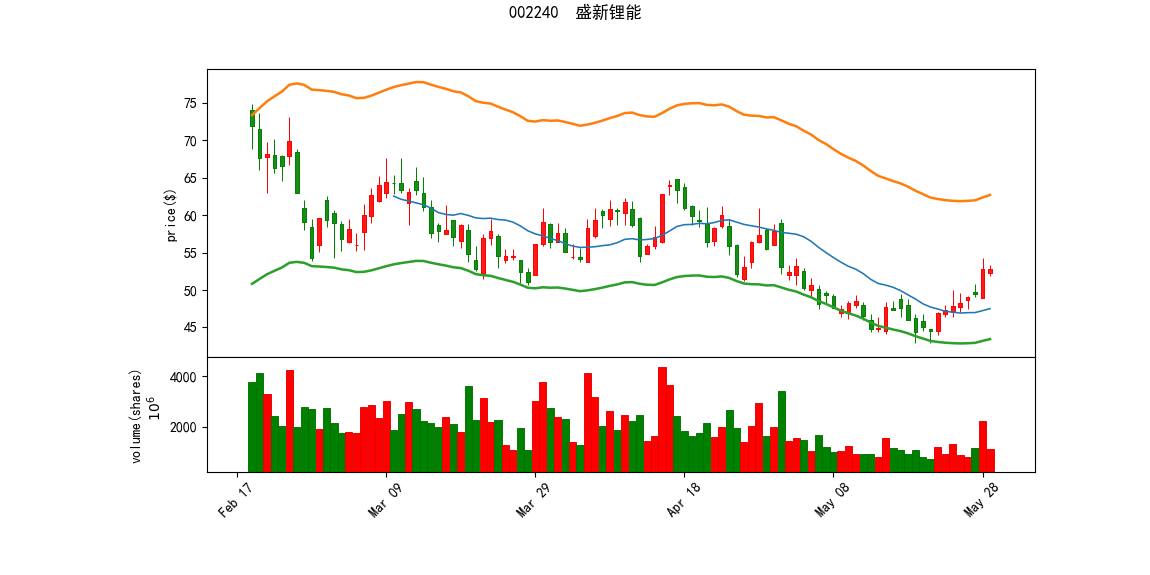 002240 盛新锂能
price($)
75
70
65
60
55
50
45
volume(shares)
10^6
4000
2000
Feb 17
Mar 09
Mar 29
Apr 18
May 08
May 28